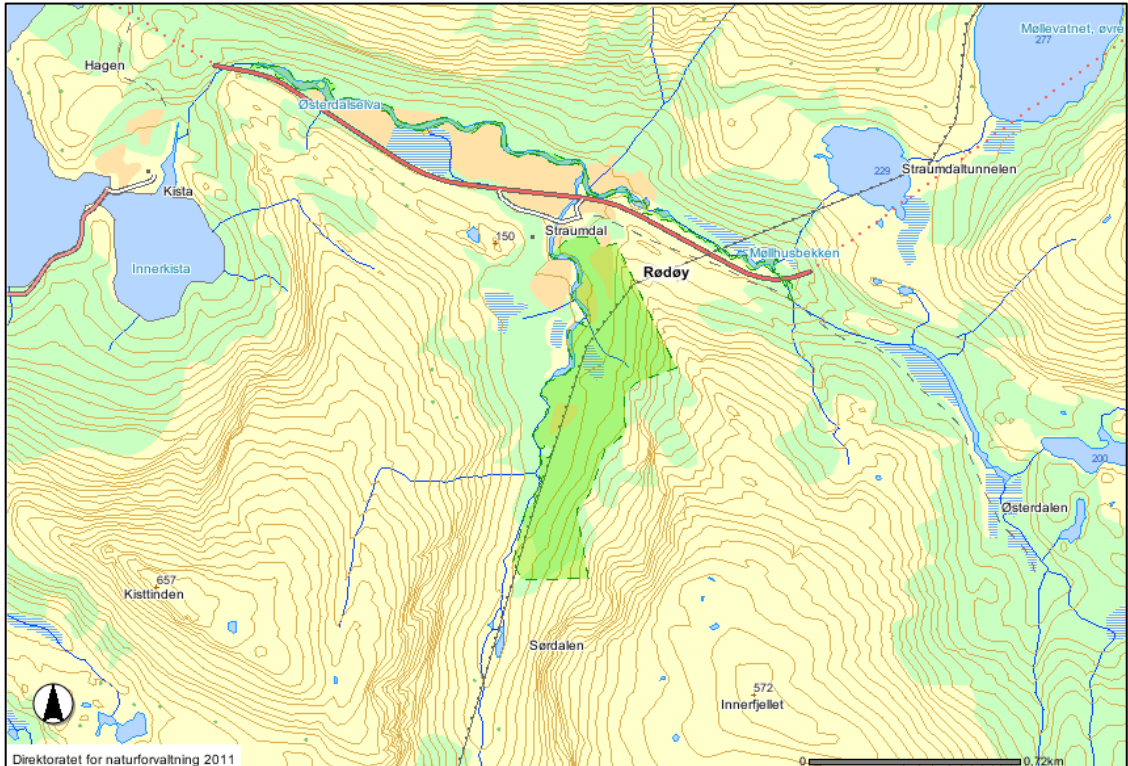 Møllevatnet, øvre
277
Hagen
Østerdalselva
229
Straumdaltunnelen
Kista
150
Straumdal
Møllhusbekken
Innerkista
Rødøy
200
Østerdalen
657
Kisttinden
Sørdalen
572
Innerfjellet
Direktoratet for naturforvaltning 2011
0
0.72km